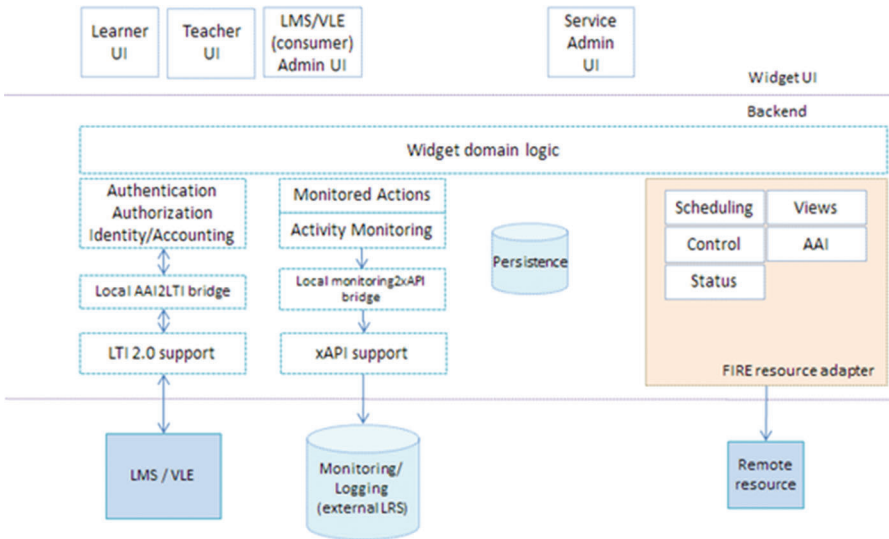 Learner
UI
Teacher
UI
LMS/VLE
(consumer)
Admin UI
Service
Admin
UI
Widget UI
Backend
Widget domain logic
Authentication
Authorization
Identity/Accounting
Monitored Actions
Activity Monitoring
Persistence
Scheduling
Views
Control
AAI
Status
Local AAI2LTI bridge
Local monitoring2xAPI
bridge
LTI 2.0 support
xAPI support
FIRE resource adapter
LMS / VLE
Monitoring/
Logging
(external LRS)
Remote
resource